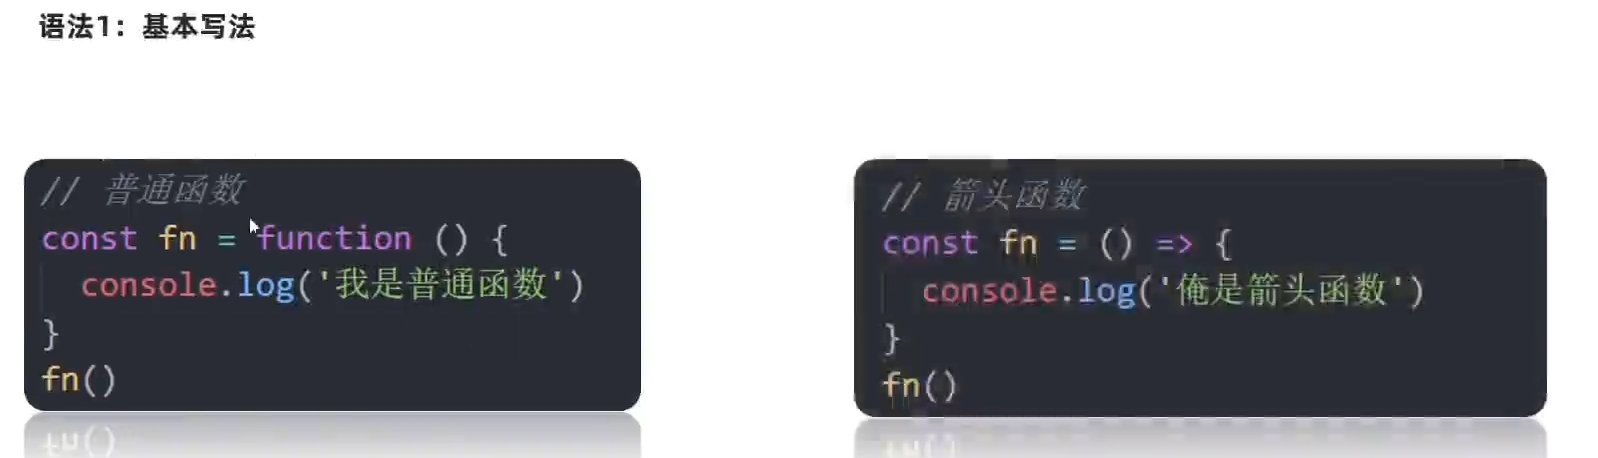 语法1：基本写法
// 普通函数
const fn = function () {
  console.log('我是普通函数')
}
fn()
// 箭头函数
const fn = () => {
  console.log('俺是箭头函数')
}
fn()